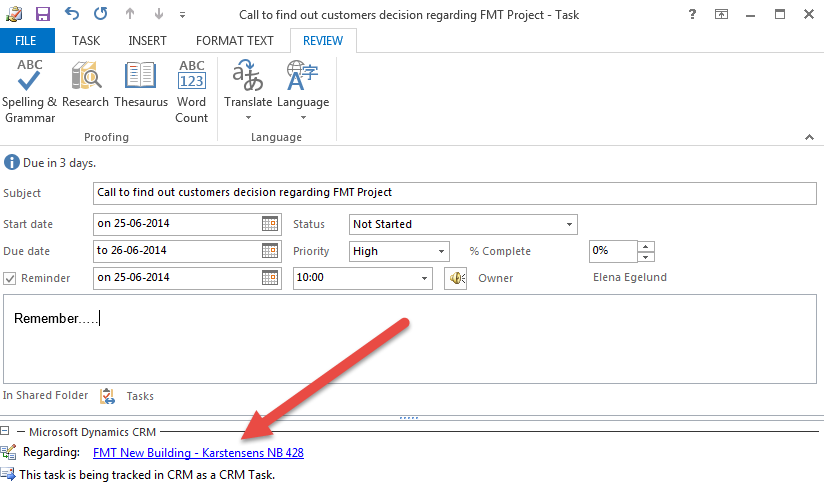 Call to find out customers decision regarding FMT Project - Task
?
FILE TASK INSERT FORMAT TEXT REVIEW
ABC ABC 123 字
Spelling & Grammar Research Thesaurus Word Count Translate Language
Proofing Language
Due in 3 days.
Subject Call to find out customers decision regarding FMT Project
Start date on 25-06-2014 Status Not Started
Due date to 26-06-2014 Priority High % Complete 0%
Reminder on 25-06-2014 10:00 Owner Elena Egelund
Remember.....
In Shared Folder Tasks
Microsoft Dynamics CRM
Regarding: FMT New Building - Karstensens NB 428
This task is being tracked in CRM as a CRM Task.